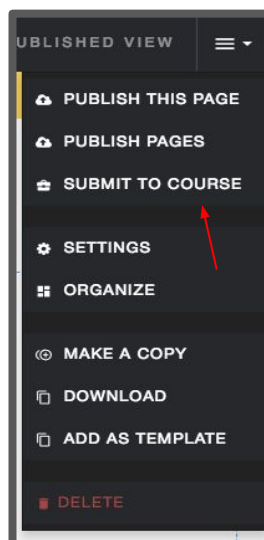 UBLISHED VIEW
PUBLISH THIS PAGE
PUBLISH PAGES
SUBMIT TO COURSE
SETTINGS
ORGANIZE
MAKE A COPY
DOWNLOAD
ADD AS TEMPLATE
DELETE